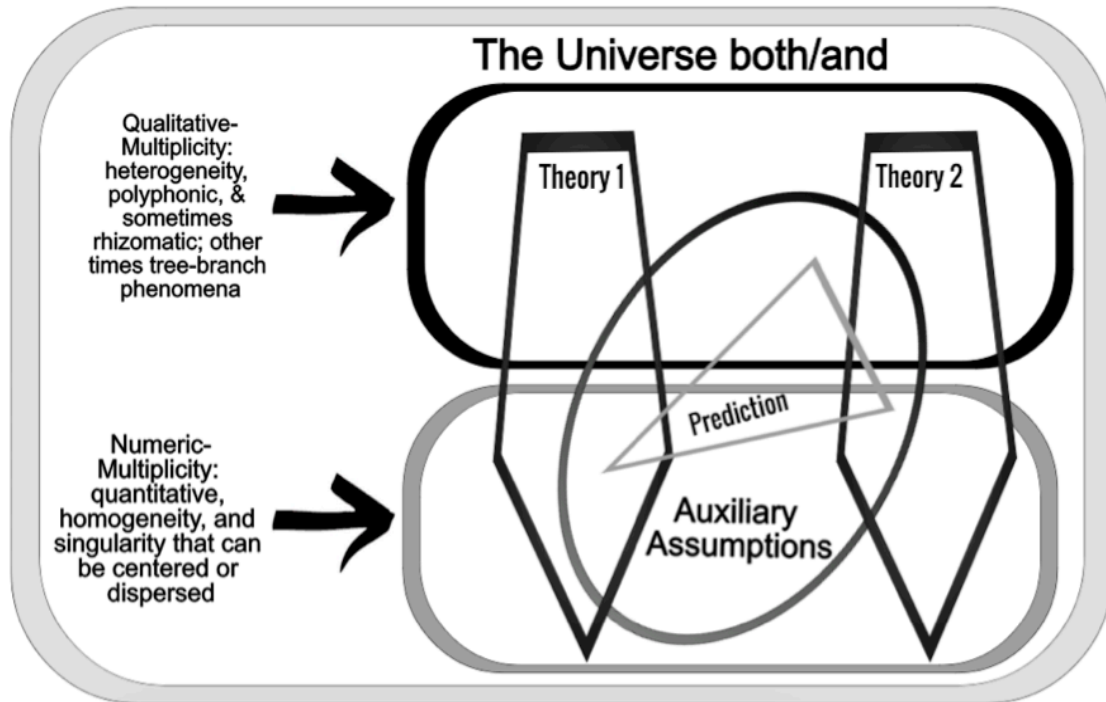 The Universe both/and
Qualitative-
Multiplicity:
heterogeneity,
polyphonic, &
sometimes
rhizomatic; other
times tree-branch
phenomena
Theory 1
Theory 2
Prediction
Numeric-
Multiplicity:
quantitative,
homogeneity, and
singularity that can
be centered or
dispersed
Auxiliary
Assumptions